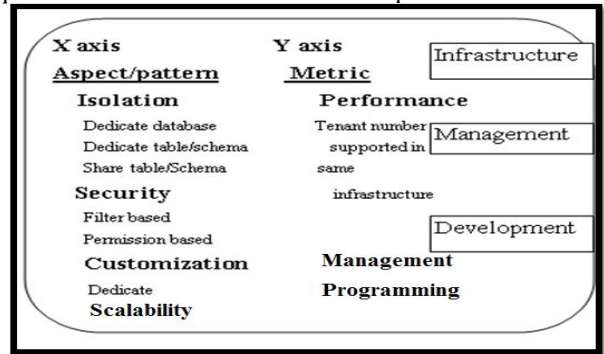 X axis
Aspect/pattern
Isolation
Dedicate database
Dedicate table/schema
Share table/Schema
Security
Filter based
Permission based
Customization
Dedicate
Scalability
Y axis
Metric
Performance
Tenant number
supported in
same
infrastructure
Management
Programming
Infrastructure
Management
Development